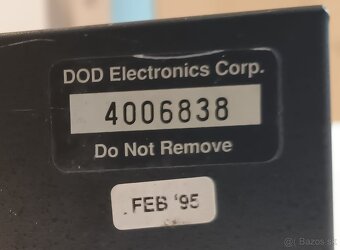 DOD Electronics Corp.
4006838
Do Not Remove
FEB '95
Bazos.sk